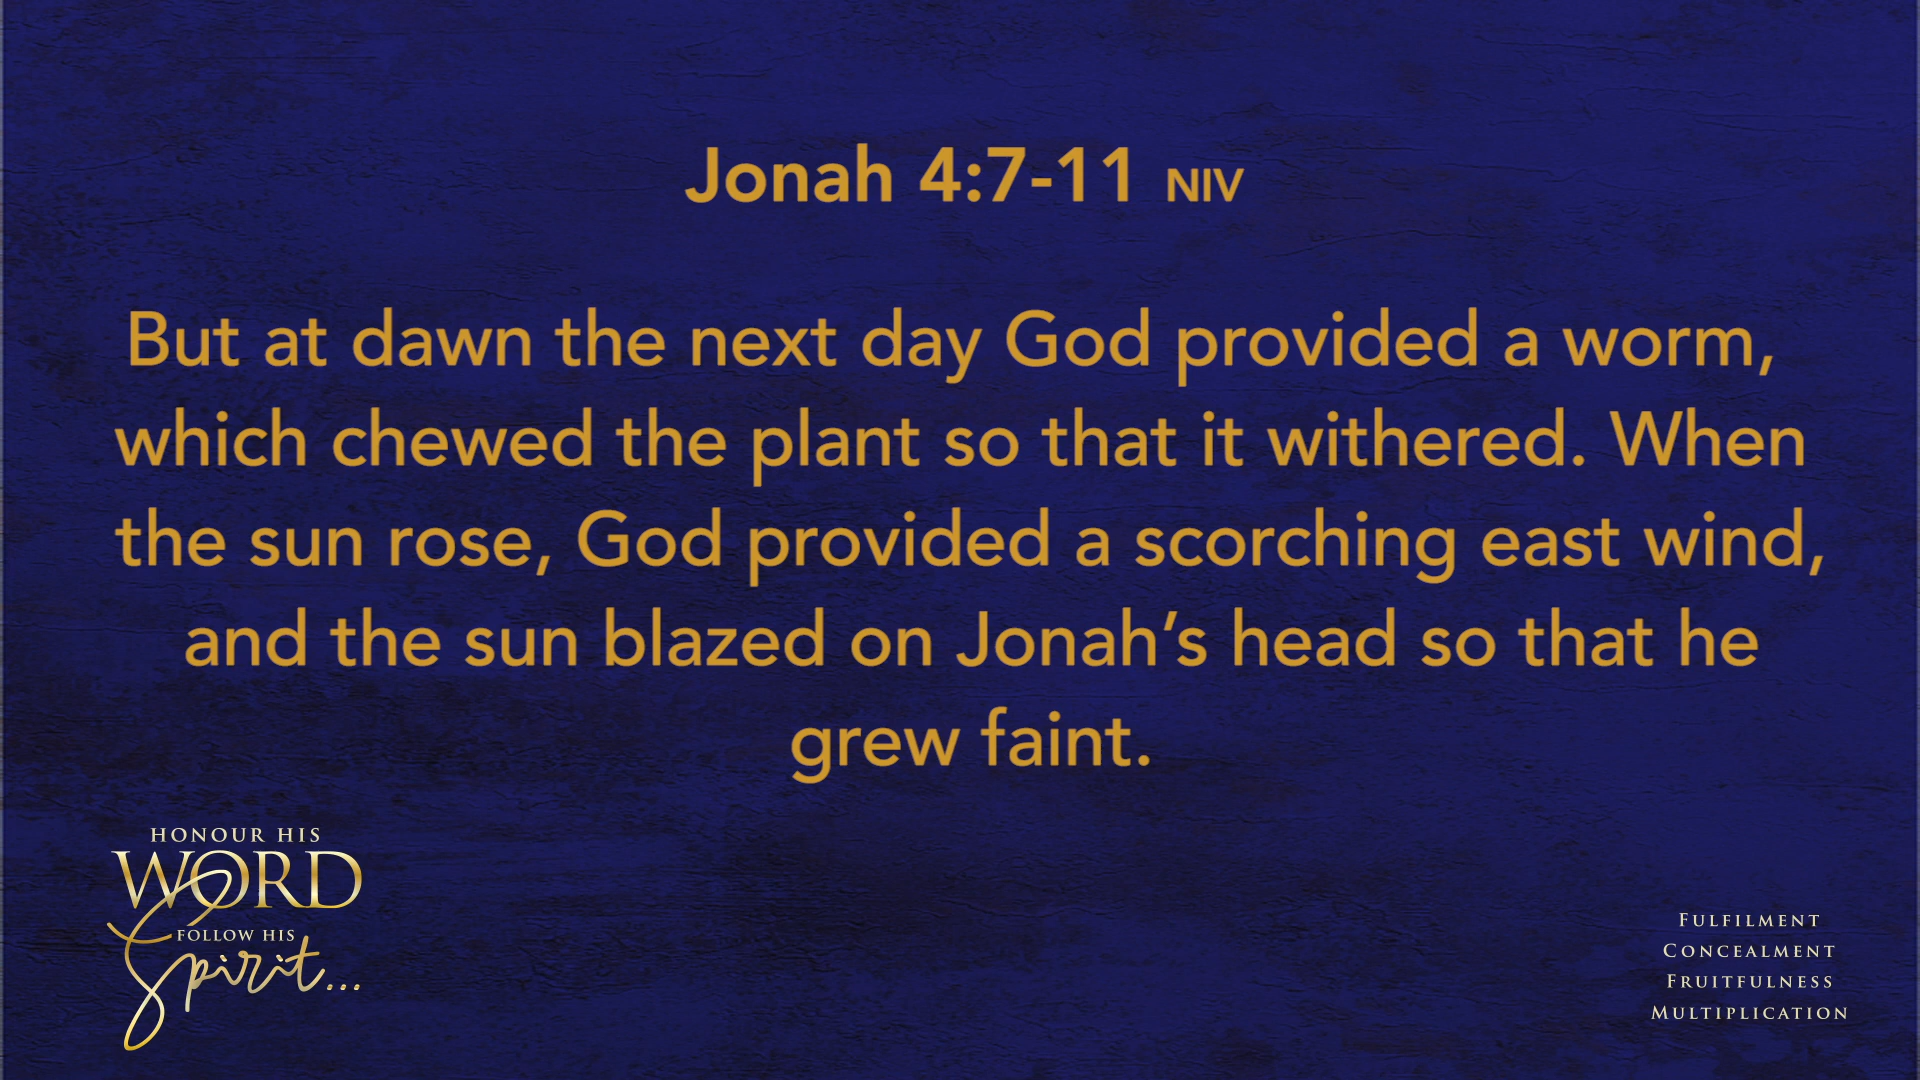 Jonah 4:7-11 NIV
But at dawn the next day God provided a worm,
which chewed the plant so that it withered. When
the sun rose, God provided a scorching east wind,
and the sun blazed on Jonah’s head so that he
grew faint.
HONOUR HIS
WORD
FOLLOW HIS
Spirit...
FULFILMENT
CONCEALMENT
FRUITFULNESS
MULTIPLICATION